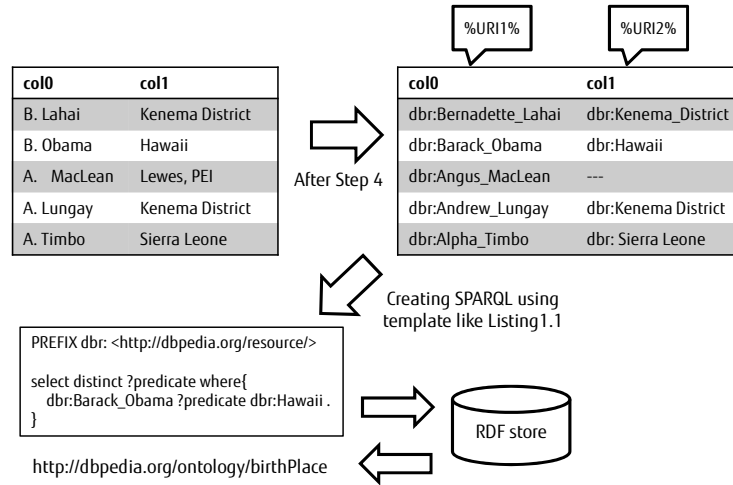 %URI1% %URI2%
col0 col1
B. Lahai Kenema District
B. Obama Hawaii
A. MacLean Lewes, PEI
A. Lungay Kenema District
A. Timbo Sierra Leone
After Step 4
col0 col1
dbr:Bernadette_Lahai dbr:Kenema_District
dbr:Barack_Obama dbr:Hawaii
dbr:Angus_MacLean ---
dbr:Andrew_Lungay dbr:Kenema District
dbr:Alpha_Timbo dbr: Sierra Leone
Creating SPARQL using
template like Listing1.1
PREFIX dbr: <http://dbpedia.org/resource/>
select distinct ?predicate where{
dbr:Barack_Obama ?predicate dbr:Hawaii .
}
RDF store
http://dbpedia.org/ontology/birthPlace